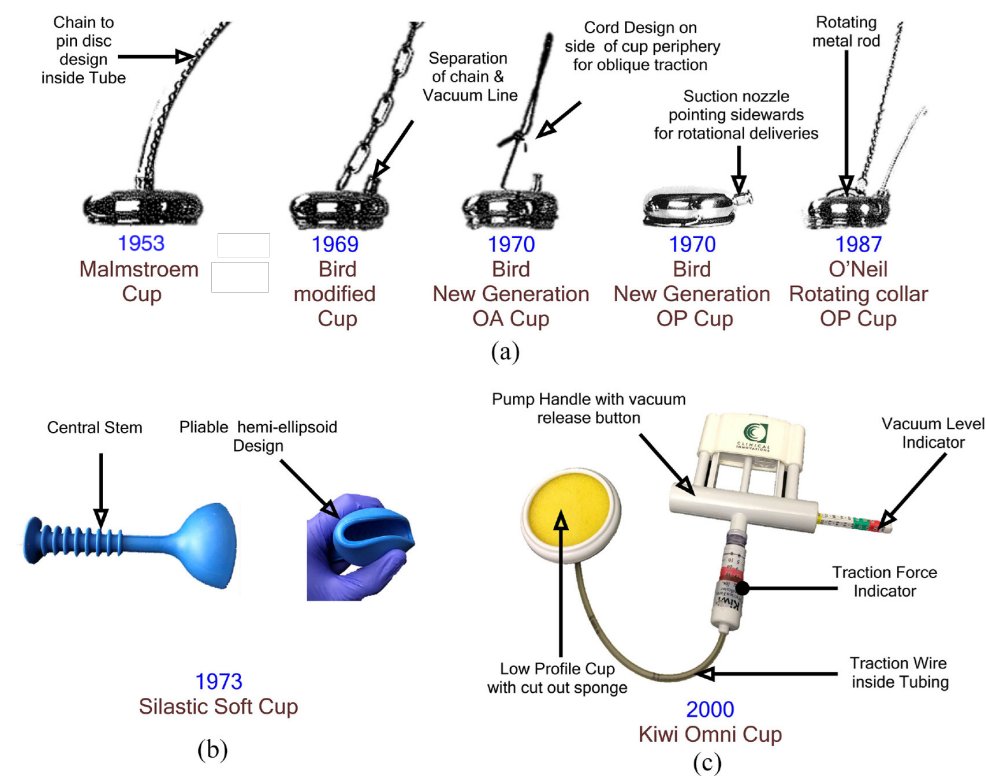 Chain to
pin disc
design
inside Tube
Separation
of chain &
Vacuum Line
Cord Design on
side of cup periphery
for oblique traction
Suction nozzle
pointing sidewards
for rotational deliveries
Rotating
metal rod
1953
Malmstroem
Cup
1969
Bird
modified
Cup
1970
Bird
New Generation
OA Cup
1970
Bird
New Generation
OP Cup
1987
O'Neil
Rotating collar
OP Cup
(a)
Central Stem
Pliable hemi-ellipsoid
Design
1973
Silastic Soft Cup
(b)
Pump Handle with vacuum
release button
Vacuum Level
Indicator
CLINICAL
INNOVATIONS
Kiwi
Traction Force
Indicator
Low Profile Cup
with cut out sponge
Traction Wire
inside Tubing
2000
Kiwi Omni Cup
(c)